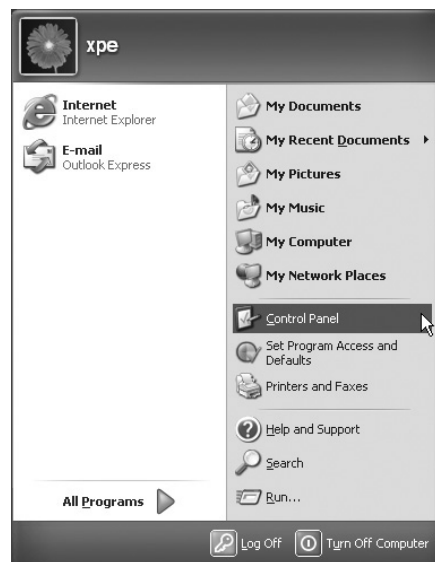 xpe
Internet
Internet Explorer
E-mail
Outlook Express
All Programs
My Documents
My Recent Documents
My Pictures
My Music
My Computer
My Network Places
Control Panel
Set Program Access and
Defaults
Printers and Faxes
Help and Support
Search
Run...
Log Off
Turn Off Computer